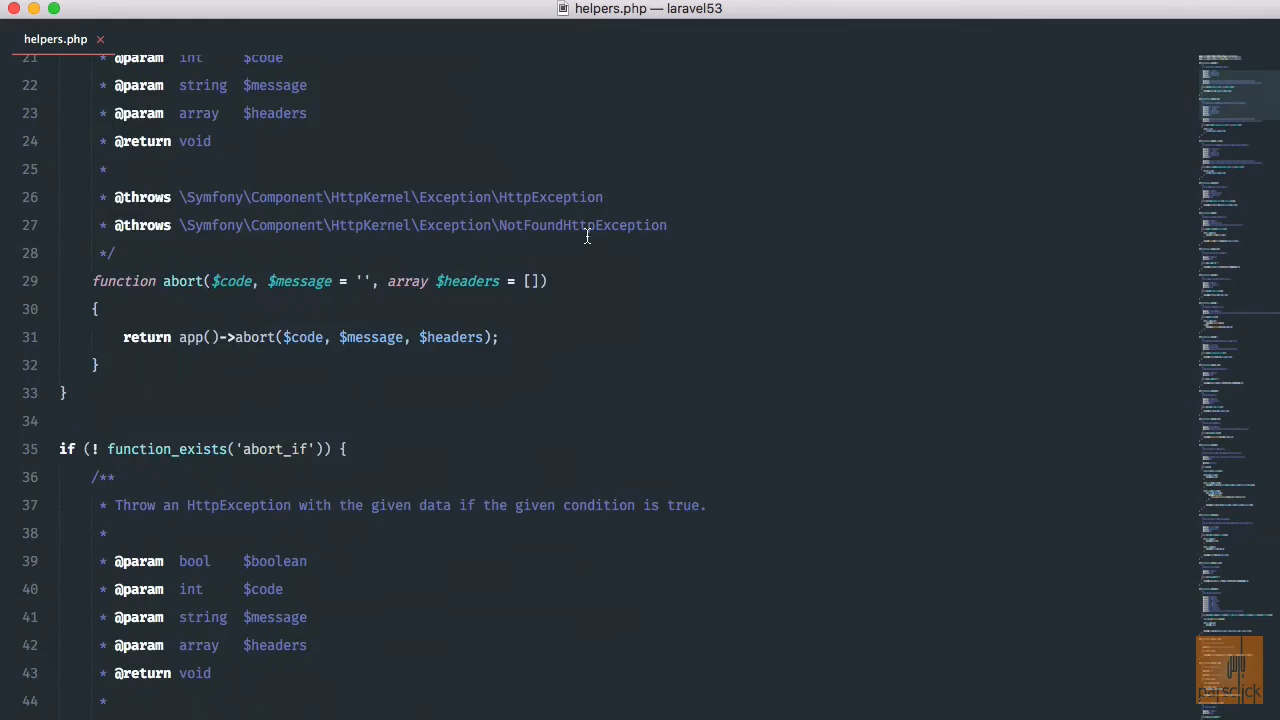 helpers.php — laravel53
helpers.php ×
21 * @param int $code
22 * @param string $message
23 * @param array $headers
24 * @return void
25 *
26 * @throws \Symfony\Component\HttpKernel\Exception\HttpException
27 * @throws \Symfony\Component\HttpKernel\Exception\NotFoundHttpException
28 */
29 function abort($code, $message = '', array $headers = [])
30 {
31 return app()->abort($code, $message, $headers);
32 }
33 }
34
35 if (! function_exists('abort_if')) {
36 /**
37 * Throw an HttpException with the given data if the given condition is true.
38 *
39 * @param bool $boolean
40 * @param int $code
41 * @param string $message
42 * @param array $headers
43 * @return void
44 *
parsclick